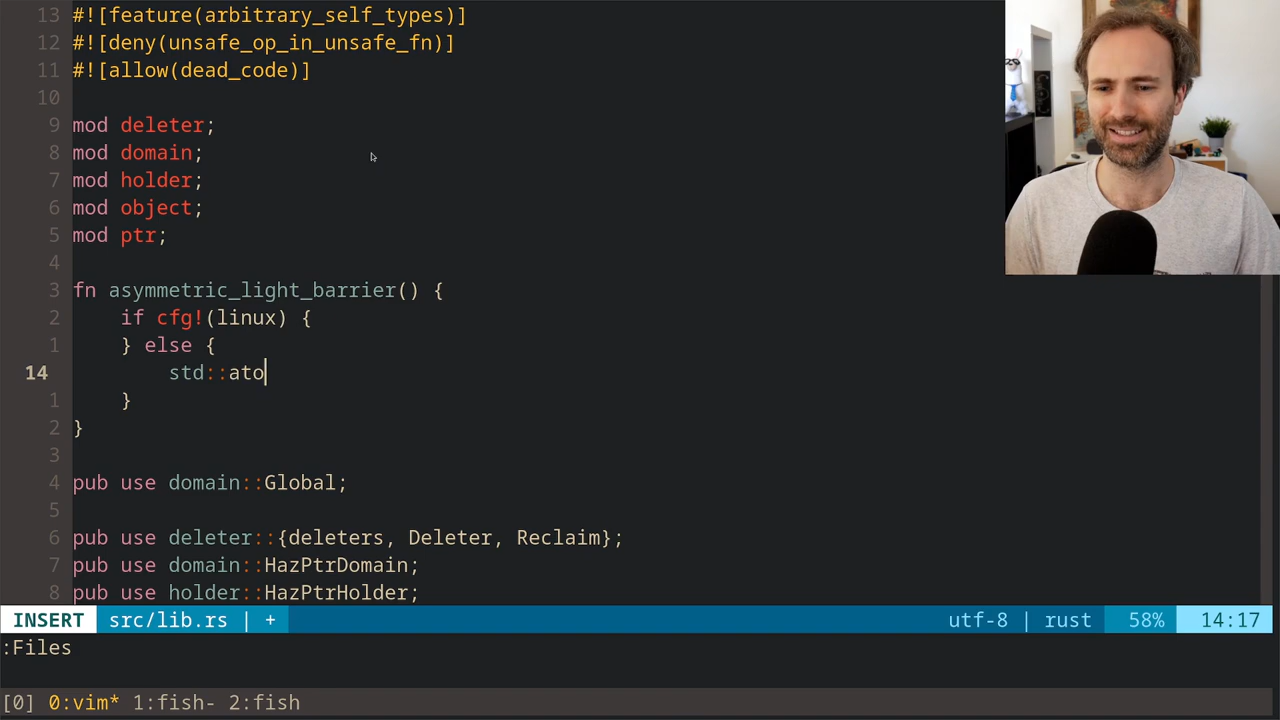 13 #![feature(arbitrary_self_types)]
12 #![deny(unsafe_op_in_unsafe_fn)]
11 #![allow(dead_code)]
10
9 mod deleter;
8 mod domain;
7 mod holder;
6 mod object;
5 mod ptr;
4
3 fn asymmetric_light_barrier() {
2     if cfg!(linux) {
1     } else {
14         std::ato
1     }
2 }
3
4 pub use domain::Global;
5
6 pub use deleter::{deleters, Deleter, Reclaim};
7 pub use domain::HazPtrDomain;
8 pub use holder::HazPtrHolder;
INSERT src/lib.rs | + utf-8 | rust 58% 14:17
:Files
[0] 0:vim* 1:fish- 2:fish